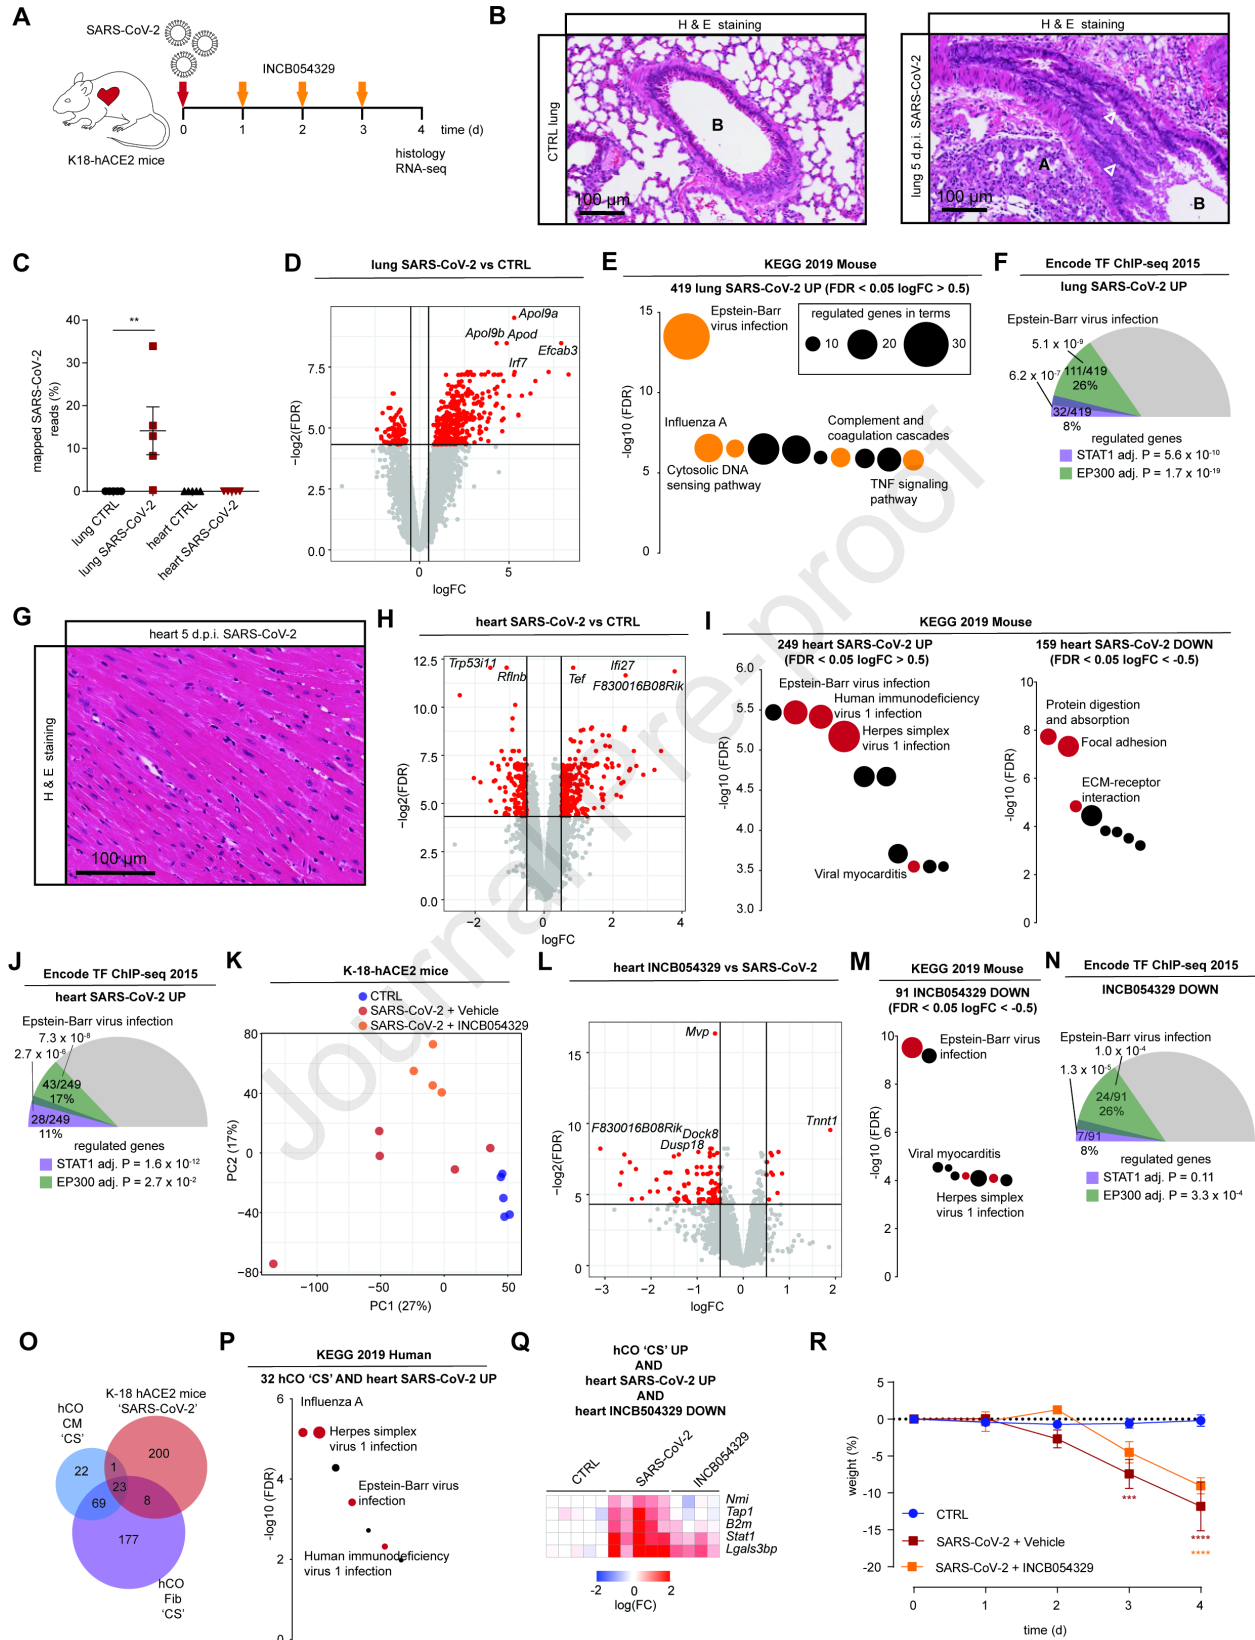 A
SARS-CoV-2
INCB054329
0 1 2 3 4 time (d)
K18-hACE2 mice
histology
RNA-seq
B
H & E staining
CTRL lung
B
100 µm
H & E staining
lung 5 d.p.i. SARS-CoV-2
A
B
100 µm
C
mapped SARS-CoV-2
reads (%)
40
30
20
10
0
**
lung CTRL
lung SARS-CoV-2
heart CTRL
heart SARS-CoV-2
D
lung SARS-CoV-2 vs CTRL
−log2(FDR)
7.5
5.0
2.5
0.0
Apol9a
Apol9b Apod
Efcab3
Irf7
0 5
logFC
E
KEGG 2019 Mouse
419 lung SARS-CoV-2 UP (FDR < 0.05 logFC > 0.5)
-log10 (FDR)
15
10
5
0
Epstein-Barr
virus infection
regulated genes in terms
10 20 30
Influenza A
Cytosolic DNA
sensing pathway
Complement and
coagulation cascades
TNF signaling
pathway
F
Encode TF ChIP-seq 2015
lung SARS-CoV-2 UP
Epstein-Barr virus infection
5.1 x 10-9
6.2 x 10-7
111/419
26%
32/419
8%
regulated genes
STAT1 adj. P = 5.6 x 10-10
EP300 adj. P = 1.7 x 10-19
G
heart 5 d.p.i. SARS-CoV-2
H & E staining
100 µm
H
heart SARS-CoV-2 vs CTRL
−log2(FDR)
12.5
10.0
7.5
5.0
2.5
0.0
Trp53i11
Rflnb
Ifi27
Tef
F830016B08Rik
−2 0 2 4
logFC
I
KEGG 2019 Mouse
249 heart SARS-CoV-2 UP
(FDR < 0.05 logFC > 0.5)
-log10 (FDR)
6.0
5.5
5.0
4.5
4.0
3.5
3.0
Epstein-Barr virus infection
Human immunodeficiency
virus 1 infection
Herpes simplex
virus 1 infection
Viral myocarditis
159 heart SARS-CoV-2 DOWN
(FDR < 0.05 logFC < -0.5)
-log10 (FDR)
10
8
6
4
2
0
Protein digestion
and absorption
Focal adhesion
ECM-receptor
interaction
J
Encode TF ChIP-seq 2015
heart SARS-CoV-2 UP
Epstein-Barr virus infection
7.3 x 10-8
2.7 x 10-6
43/249
17%
28/249
11%
regulated genes
STAT1 adj. P = 1.6 x 10-12
EP300 adj. P = 2.7 x 10-2
K
K-18-hACE2 mice
CTRL
SARS-CoV-2 + Vehicle
SARS-CoV-2 + INCB054329
PC2 (17%)
80
40
0
−40
−80
−100 −50 0 50
PC1 (27%)
L
heart INCB054329 vs SARS-CoV-2
−log2(FDR)
15
10
5
0
Mvp
Tnnt1
F830016B08Rik
Dock8
Dusp18
−3 −2 −1 0 1 2
logFC
M
KEGG 2019 Mouse
91 INCB054329 DOWN
(FDR < 0.05 logFC < -0.5)
-log10 (FDR)
10
8
6
4
2
0
Epstein-Barr virus
infection
Viral myocarditis
Herpes simplex
virus 1 infection
N
Encode TF ChIP-seq 2015
INCB054329 DOWN
Epstein-Barr virus infection
1.0 x 10-4
1.3 x 10-5
24/91
26%
7/91
8%
regulated genes
STAT1 adj. P = 0.11
EP300 adj. P = 3.3 x 10-4
O
K-18 hACE2 mice
‘SARS-CoV-2’
hCO
CM
‘CS’
22
1
200
23
69
8
177
hCO
Fib
‘CS’
P
KEGG 2019 Human
32 hCO ‘CS’ AND heart SARS-CoV-2 UP
-log10 (FDR)
6
4
2
0
Influenza A
Herpes simplex
virus 1 infection
Epstein-Barr virus
infection
Human immunodeficiency
virus 1 infection
Q
hCO ‘CS’ UP
AND
heart SARS-CoV-2 UP
AND
heart INCB504329 DOWN
CTRL
SARS-CoV-2
INCB054329
Nmi
Tap1
B2m
Stat1
Lgals3bp
-2 0 2
log(FC)
R
weight (%)
5
0
-5
-10
-15
-20
***
****
****
CTRL
SARS-CoV-2 + Vehicle
SARS-CoV-2 + INCB054329
0 1 2 3 4
time (d)
Journal Pre-proof